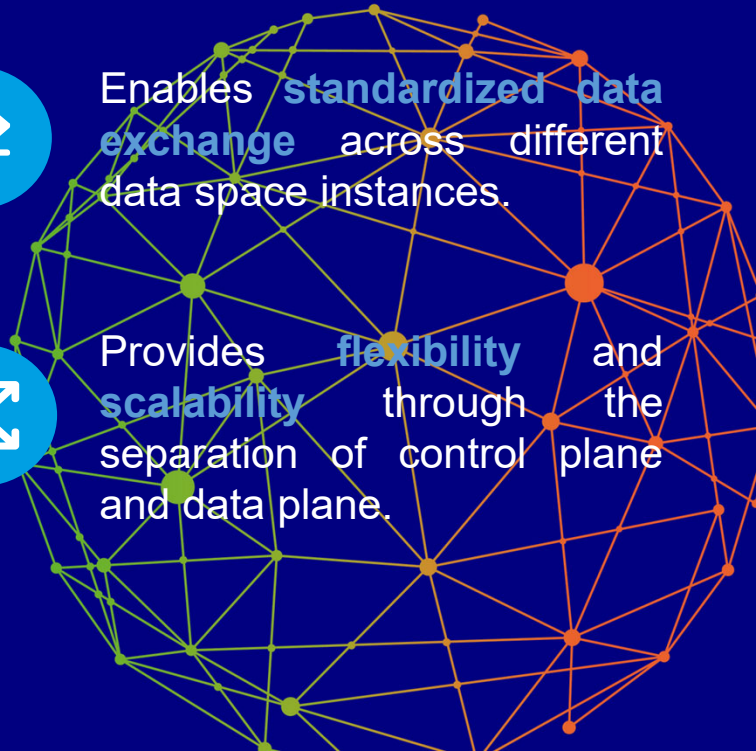 Enables standardized data
exchange across different
data space instances.
Provides flexibility and
scalability through the
separation of control plane
and data plane.